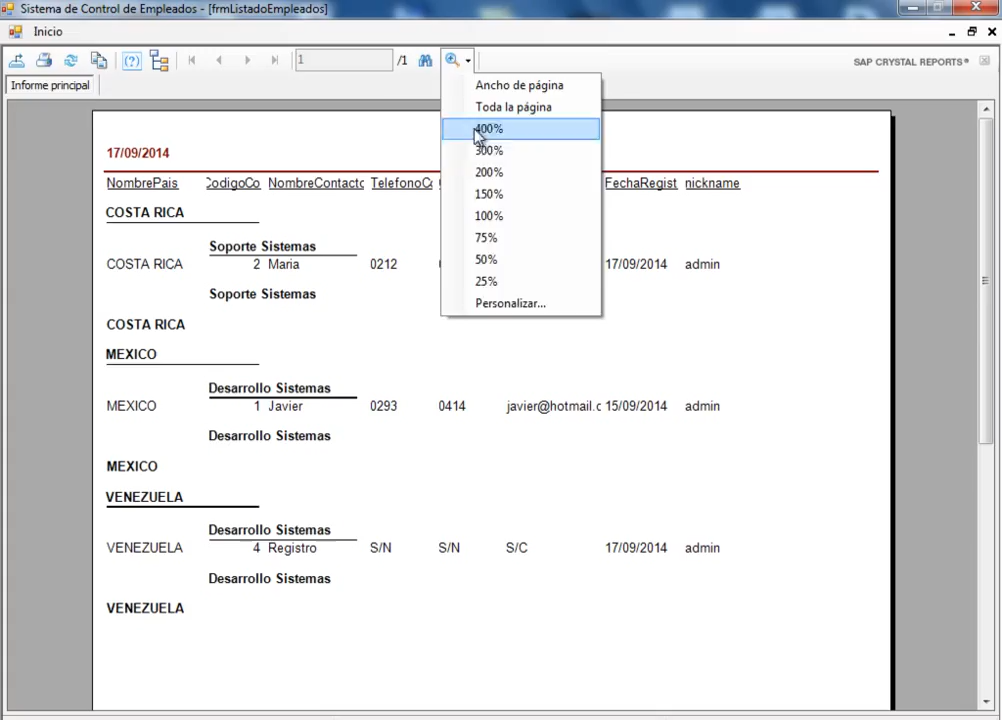 Sistema de Control de Empleados - [frmListadoEmpleados]
Inicio
1 /1
SAP CRYSTAL REPORTS®
Informe principal
Ancho de página
Toda la página
400%
300%
200%
150%
100%
75%
50%
25%
Personalizar...
17/09/2014
NombrePais CodigoCo NombreContacto TelefonoCo FechaRegist nickname
COSTA RICA
Soporte Sistemas
COSTA RICA 2 Maria 0212 17/09/2014 admin
Soporte Sistemas
COSTA RICA
MEXICO
Desarrollo Sistemas
MEXICO 1 Javier 0293 0414 javier@hotmail.c 15/09/2014 admin
Desarrollo Sistemas
MEXICO
VENEZUELA
Desarrollo Sistemas
VENEZUELA 4 Registro S/N S/N S/C 17/09/2014 admin
Desarrollo Sistemas
VENEZUELA